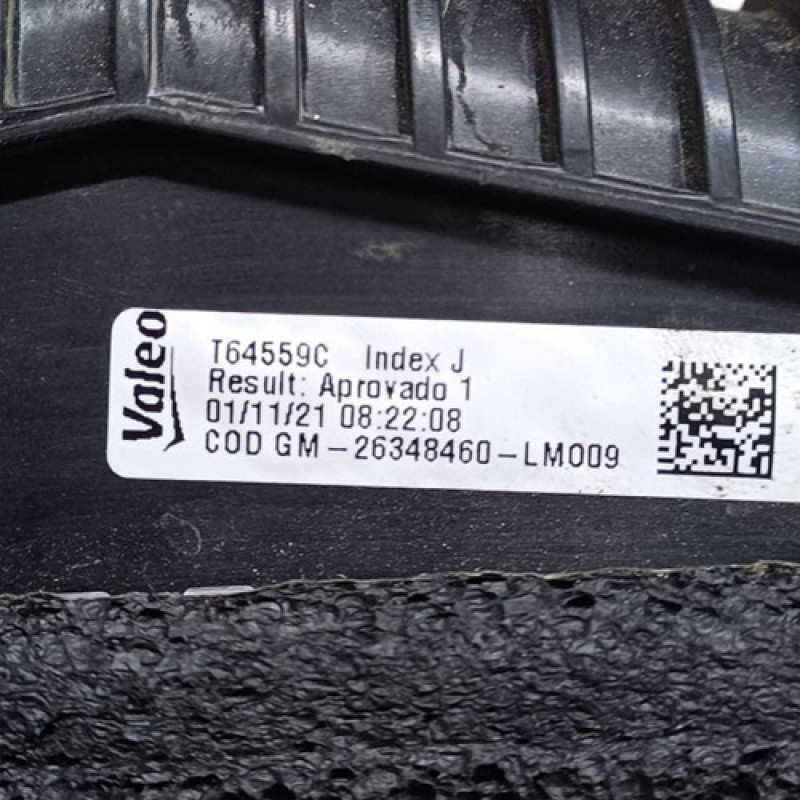 Valeo
T64559C Index J
Result: Aprovado 1
01/11/21 08:22:08
COD GM-26348460-LM009